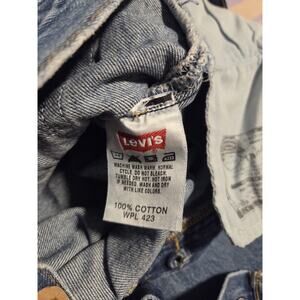 LEVI'S
MACHINE WASH WARM. NORMAL
CYCLE. DO NOT BLEACH.
TUMBLE DRY HOT. HOT IRON
IF NEEDED. WASH AND DRY
WITH LIKE COLORS.
100% COTTON
WPL 423